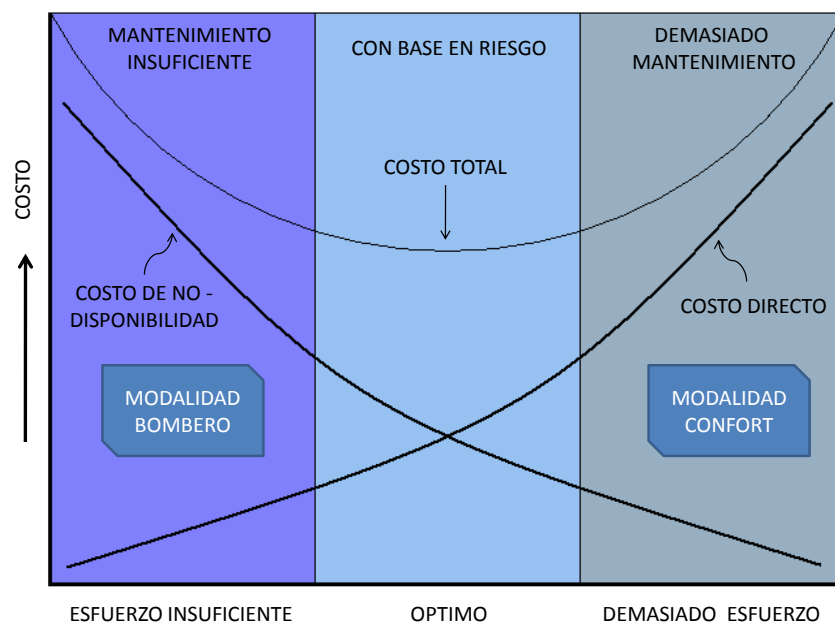 MANTENIMIENTO
INSUFICIENTE
CON BASE EN RIESGO
DEMASIADO
MANTENIMIENTO
COSTO TOTAL
COSTO
COSTO DE NO -
DISPONIBILIDAD
COSTO DIRECTO
MODALIDAD
BOMBERO
MODALIDAD
CONFORT
ESFUERZO INSUFICIENTE
OPTIMO
DEMASIADO ESFUERZO